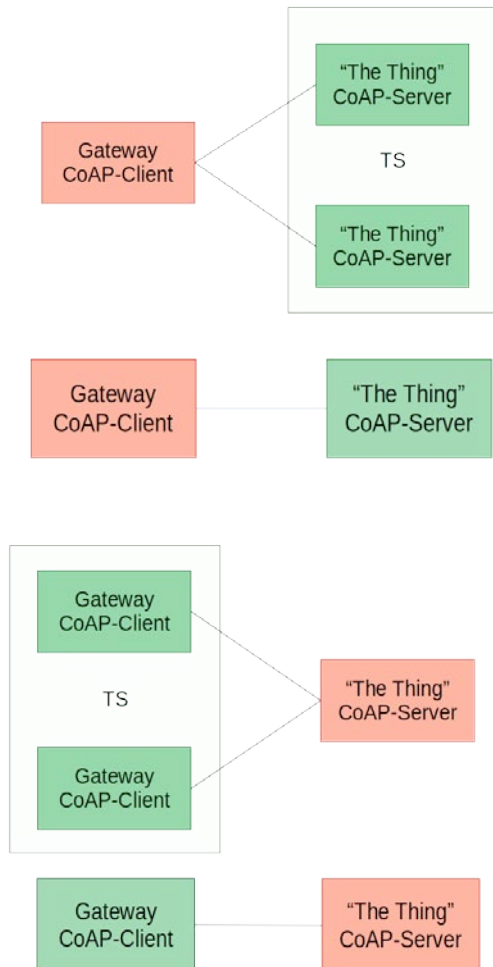 “The Thing”
CoAP-Server
Gateway
CoAP-Client
TS
“The Thing”
CoAP-Server
Gateway
CoAP-Client
“The Thing”
CoAP-Server
Gateway
CoAP-Client
TS
“The Thing”
CoAP-Server
Gateway
CoAP-Client
Gateway
CoAP-Client
“The Thing”
CoAP-Server